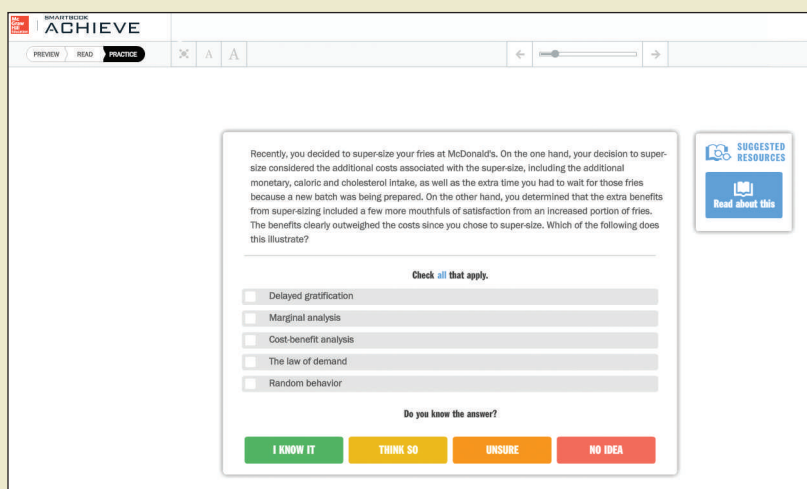 Mc
Graw
Hill
Education
SMARTBOOK
ACHIEVE
PREVIEW READ PRACTICE
A A
Recently, you decided to super-size your fries at McDonald's. On the one hand, your decision to super-
size considered the additional costs associated with the super-size, including the additional
monetary, caloric and cholesterol intake, as well as the extra time you had to wait for those fries
because a new batch was being prepared. On the other hand, you determined that the extra benefits
from super-sizing included a few more mouthfuls of satisfaction from an increased portion of fries.
The benefits clearly outweighed the costs since you chose to super-size. Which of the following does
this illustrate?
Check all that apply.
Delayed gratification
Marginal analysis
Cost-benefit analysis
The law of demand
Random behavior
Do you know the answer?
I KNOW IT THINK SO UNSURE NO IDEA
SUGGESTED
RESOURCES
Read about this